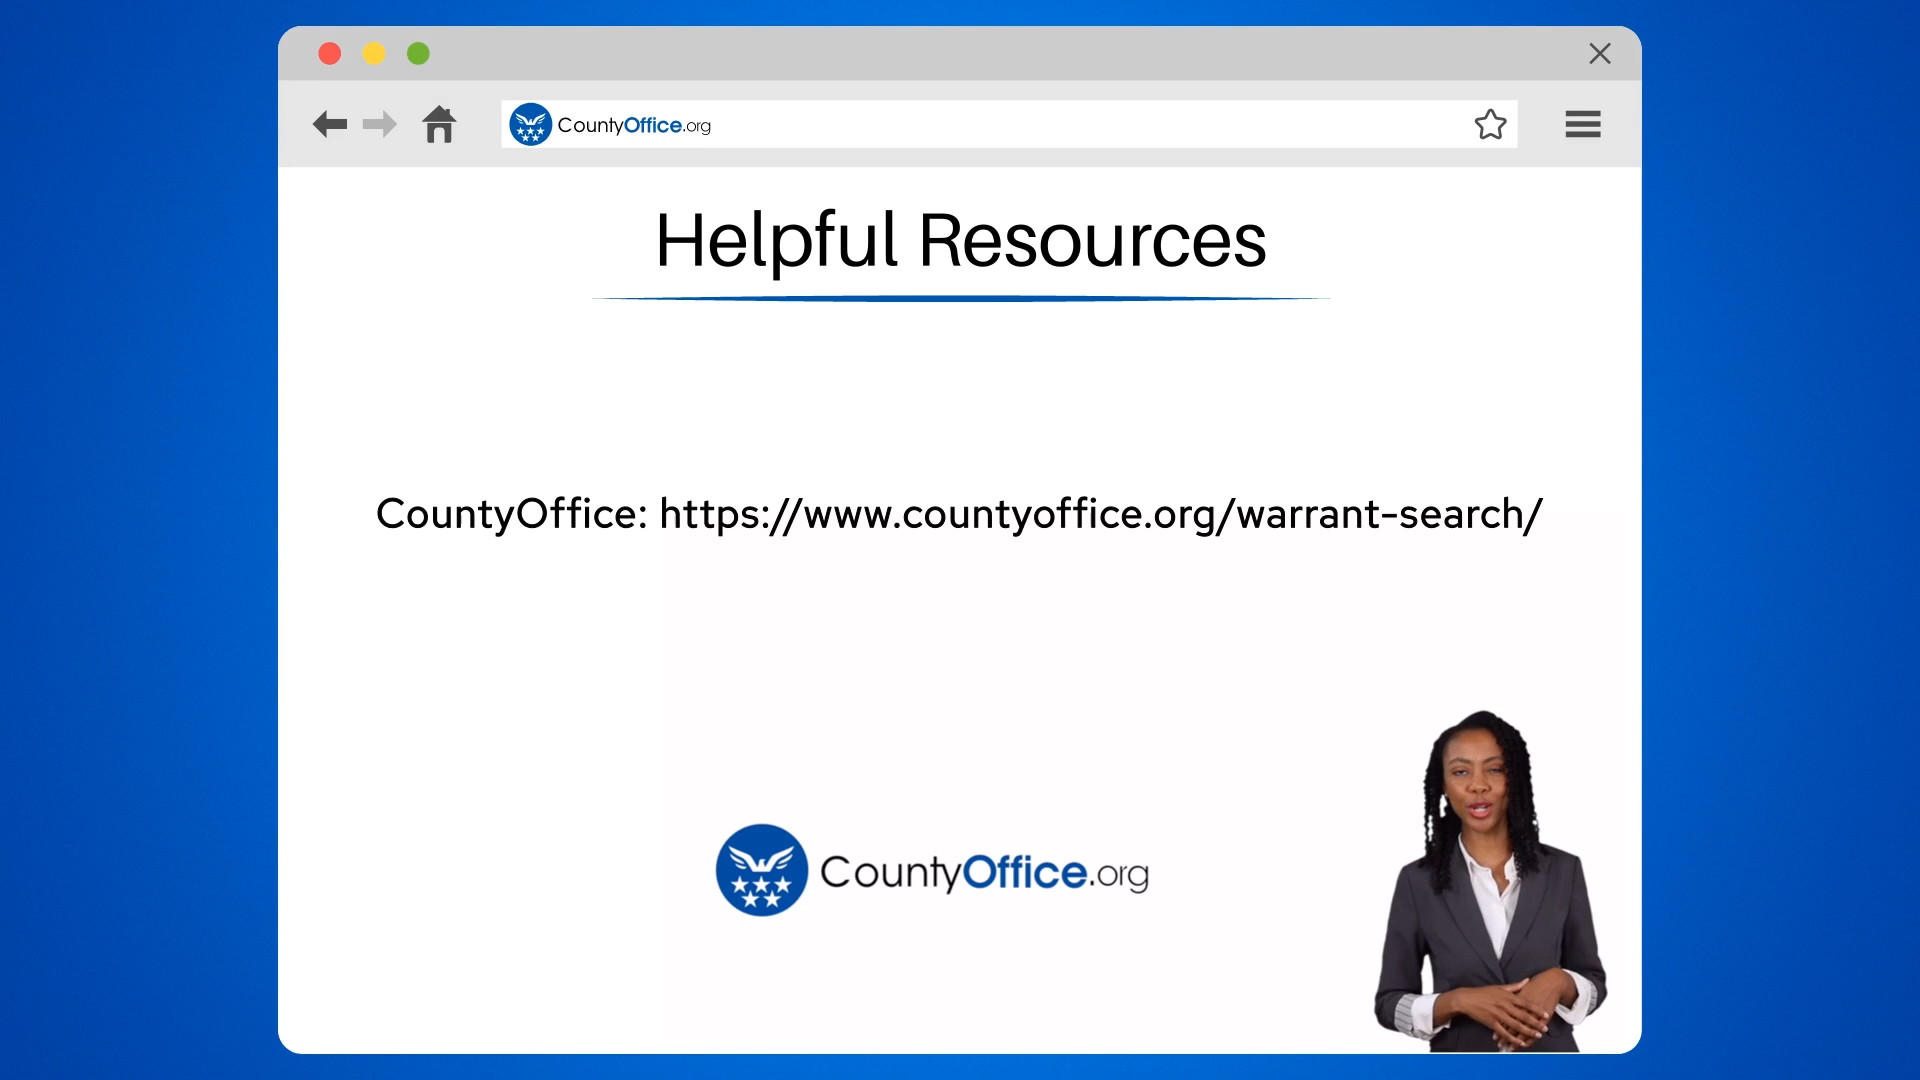 CountyOffice.org
Helpful Resources
CountyOffice: https://www.countyoffice.org/warrant-search/
CountyOffice.org